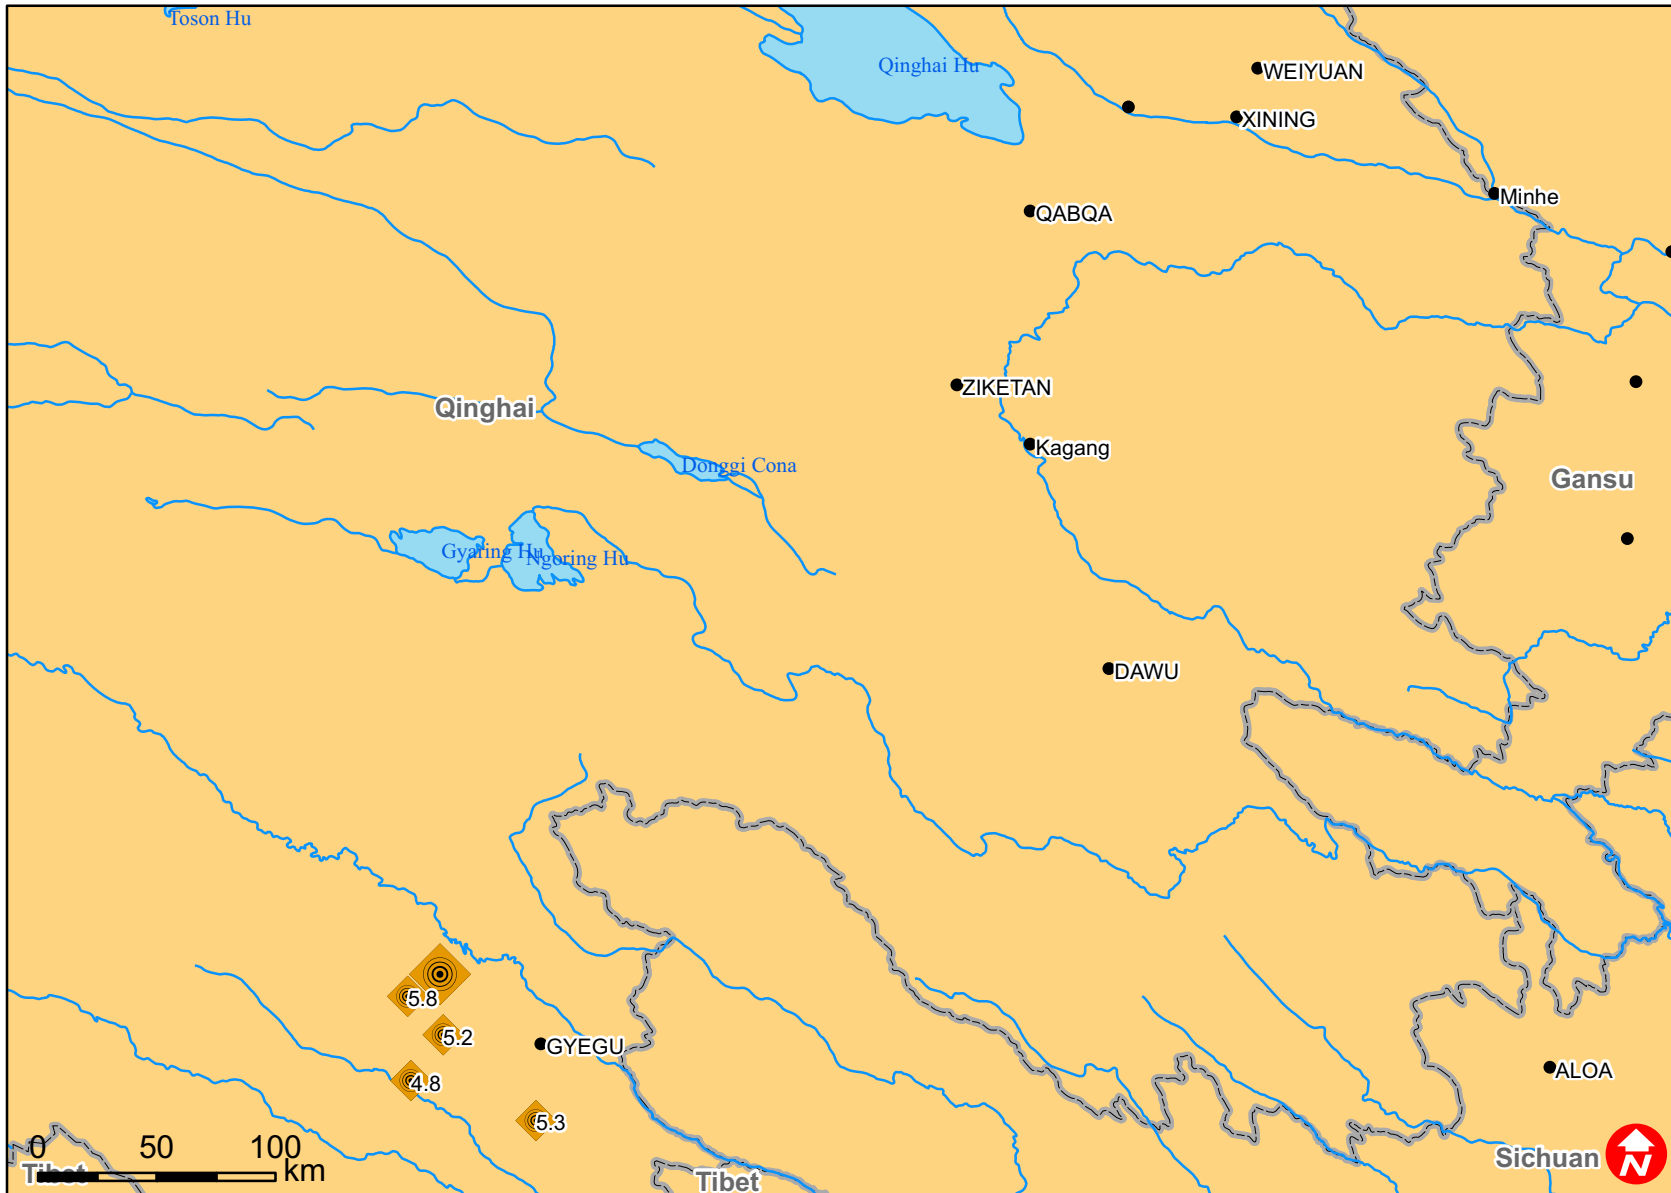 Toson Hu
Qinghai Hu
WEIYUAN
XINING
Minhe
QABQA
ZIKETAN
Qinghai
Kagang
Donggi Cona
Gansu
Gyaring Hu
Ngoring Hu
DAWU
5.8
5.2
GYEGU
4.8
ALOA
5.3
0 50 100
km
Tibet
Tibet
Sichuan
N